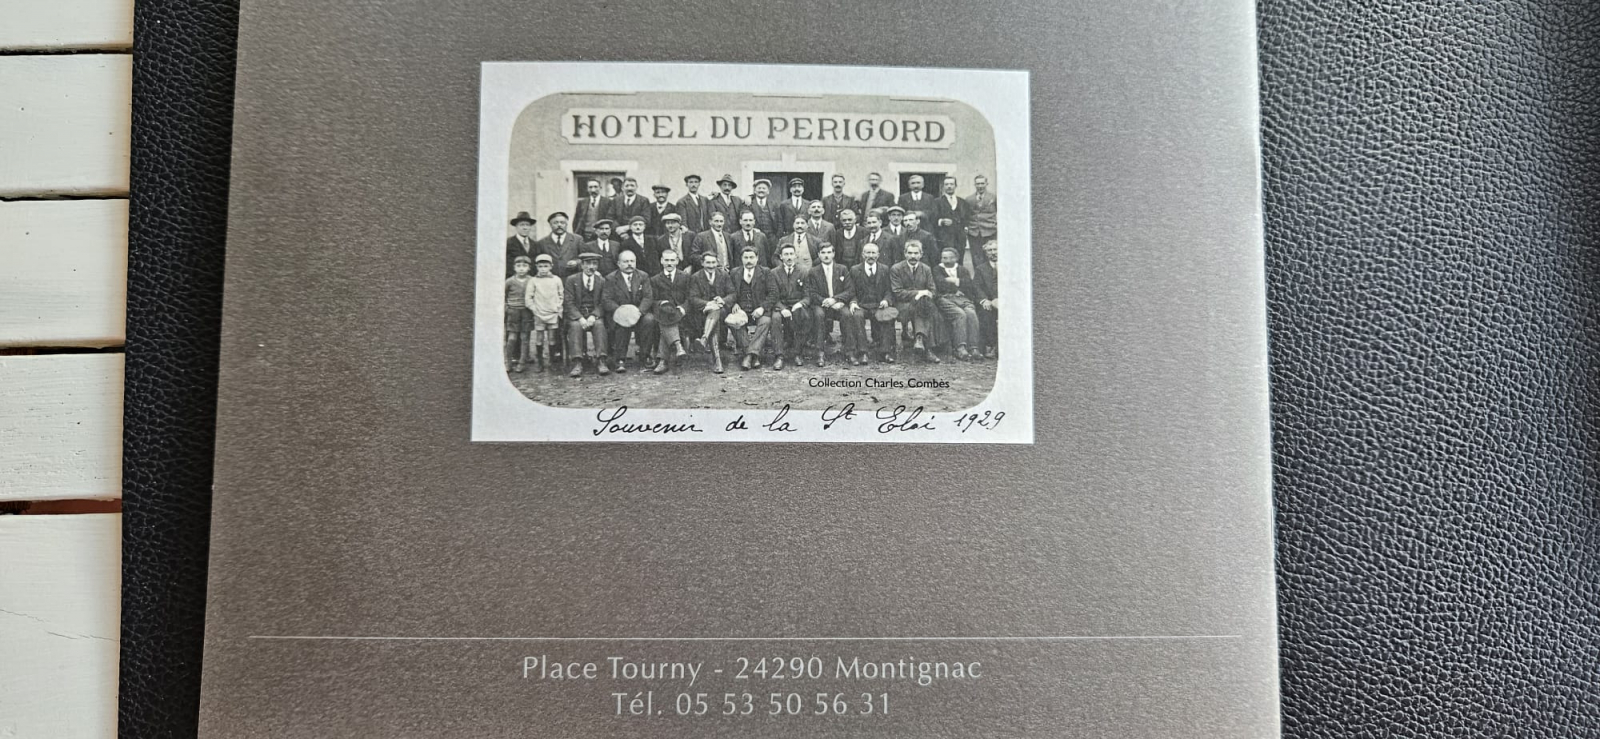 HOTEL DU PERIGORD
Collection Charles Combès
Souvenir de la St Eloi 1929
Place Tourny - 24290 Montignac
Tél. 05 53 50 56 31